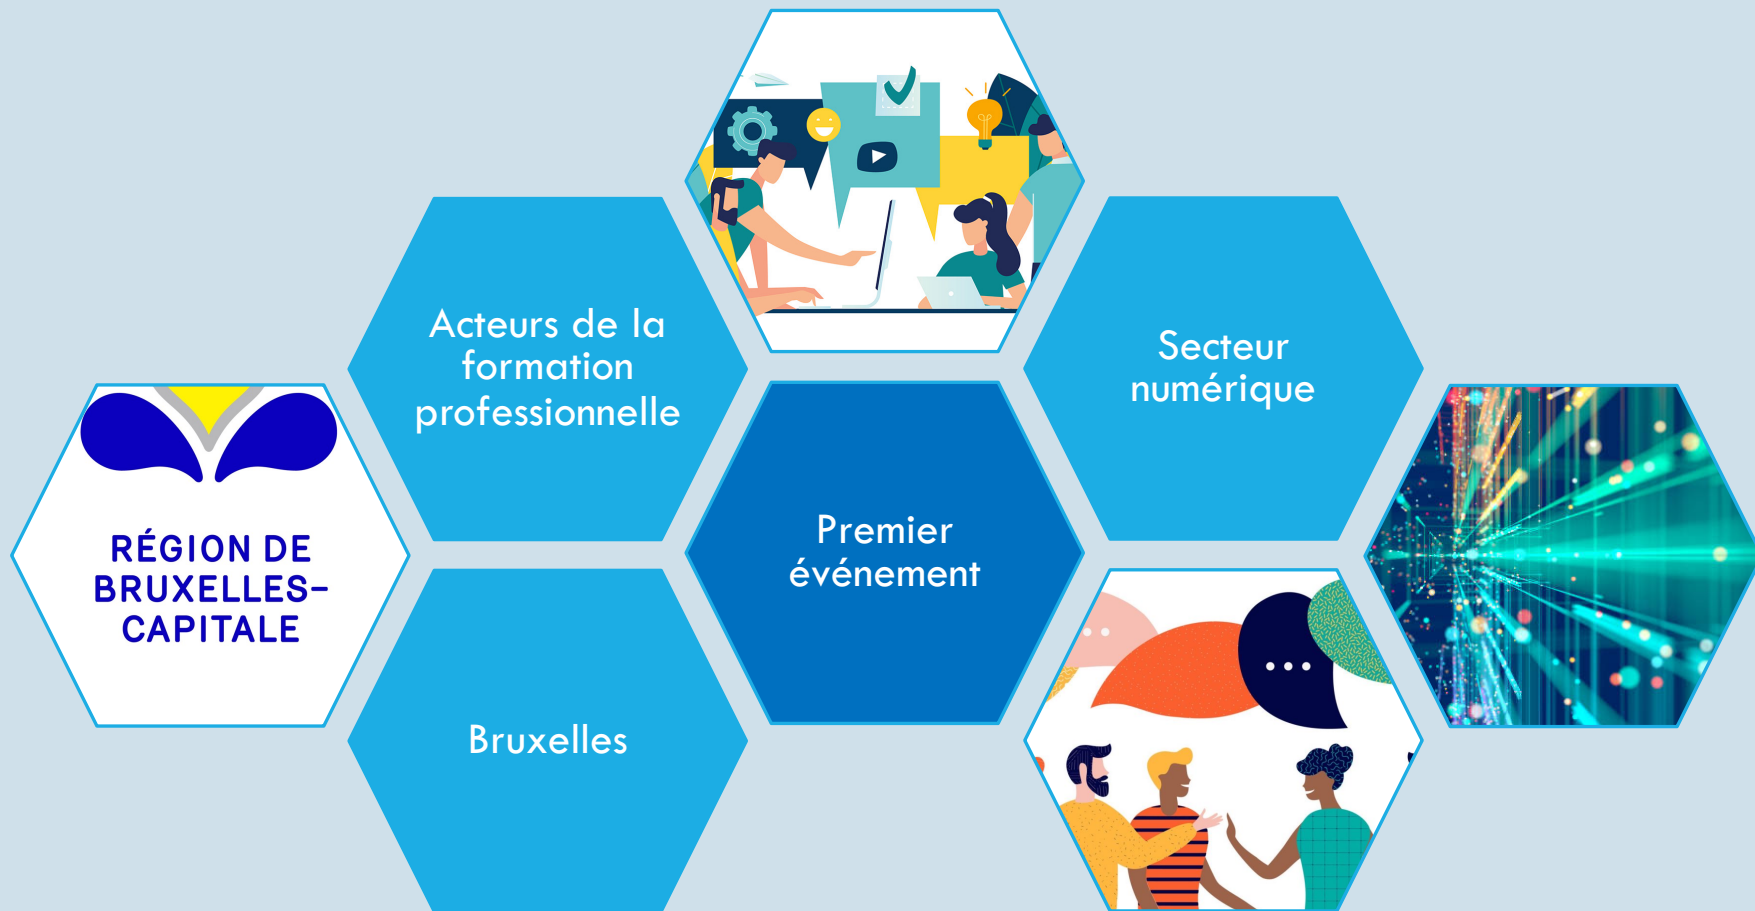 Acteurs de la
formation
professionnelle
Secteur
numérique
RÉGION DE
BRUXELLES-
CAPITALE
Premier
événement
Bruxelles